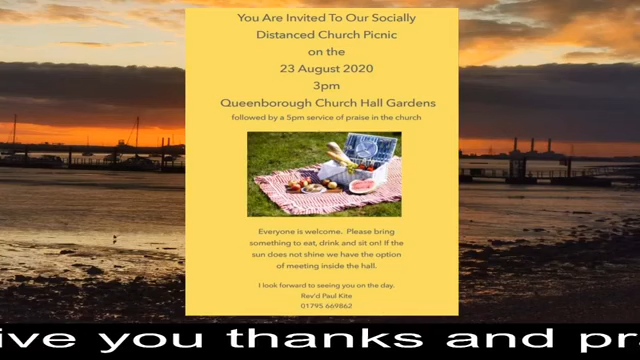 You Are Invited To Our Socially
Distanced Church Picnic
on the
23 August 2020
3pm
Queenborough Church Hall Gardens
followed by a 5pm service of praise in the church
Everyone is welcome. Please bring
something to eat, drink and sit on! If the
sun does not shine we have the option
of meeting inside the hall.
I look forward to seeing you on the day.
Rev'd Paul Kite
01795 669862
ive you thanks and pr